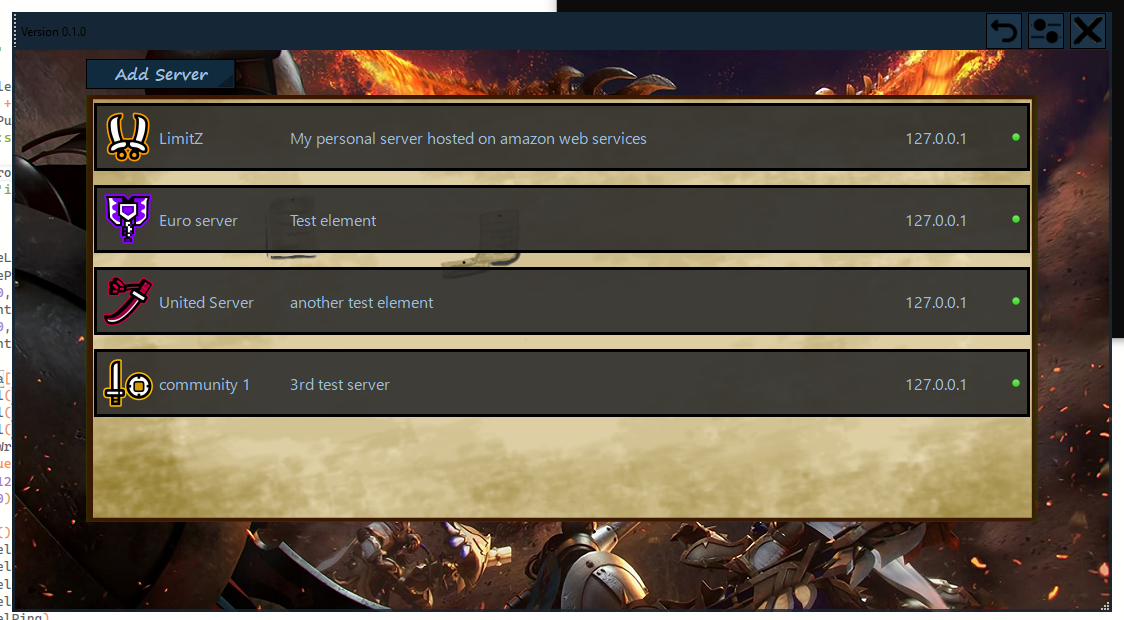 Version 0.1.0
Add Server
LimitZ My personal server hosted on amazon web services 127.0.0.1
Euro server Test element 127.0.0.1
United Server another test element 127.0.0.1
community 1 3rd test server 127.0.0.1